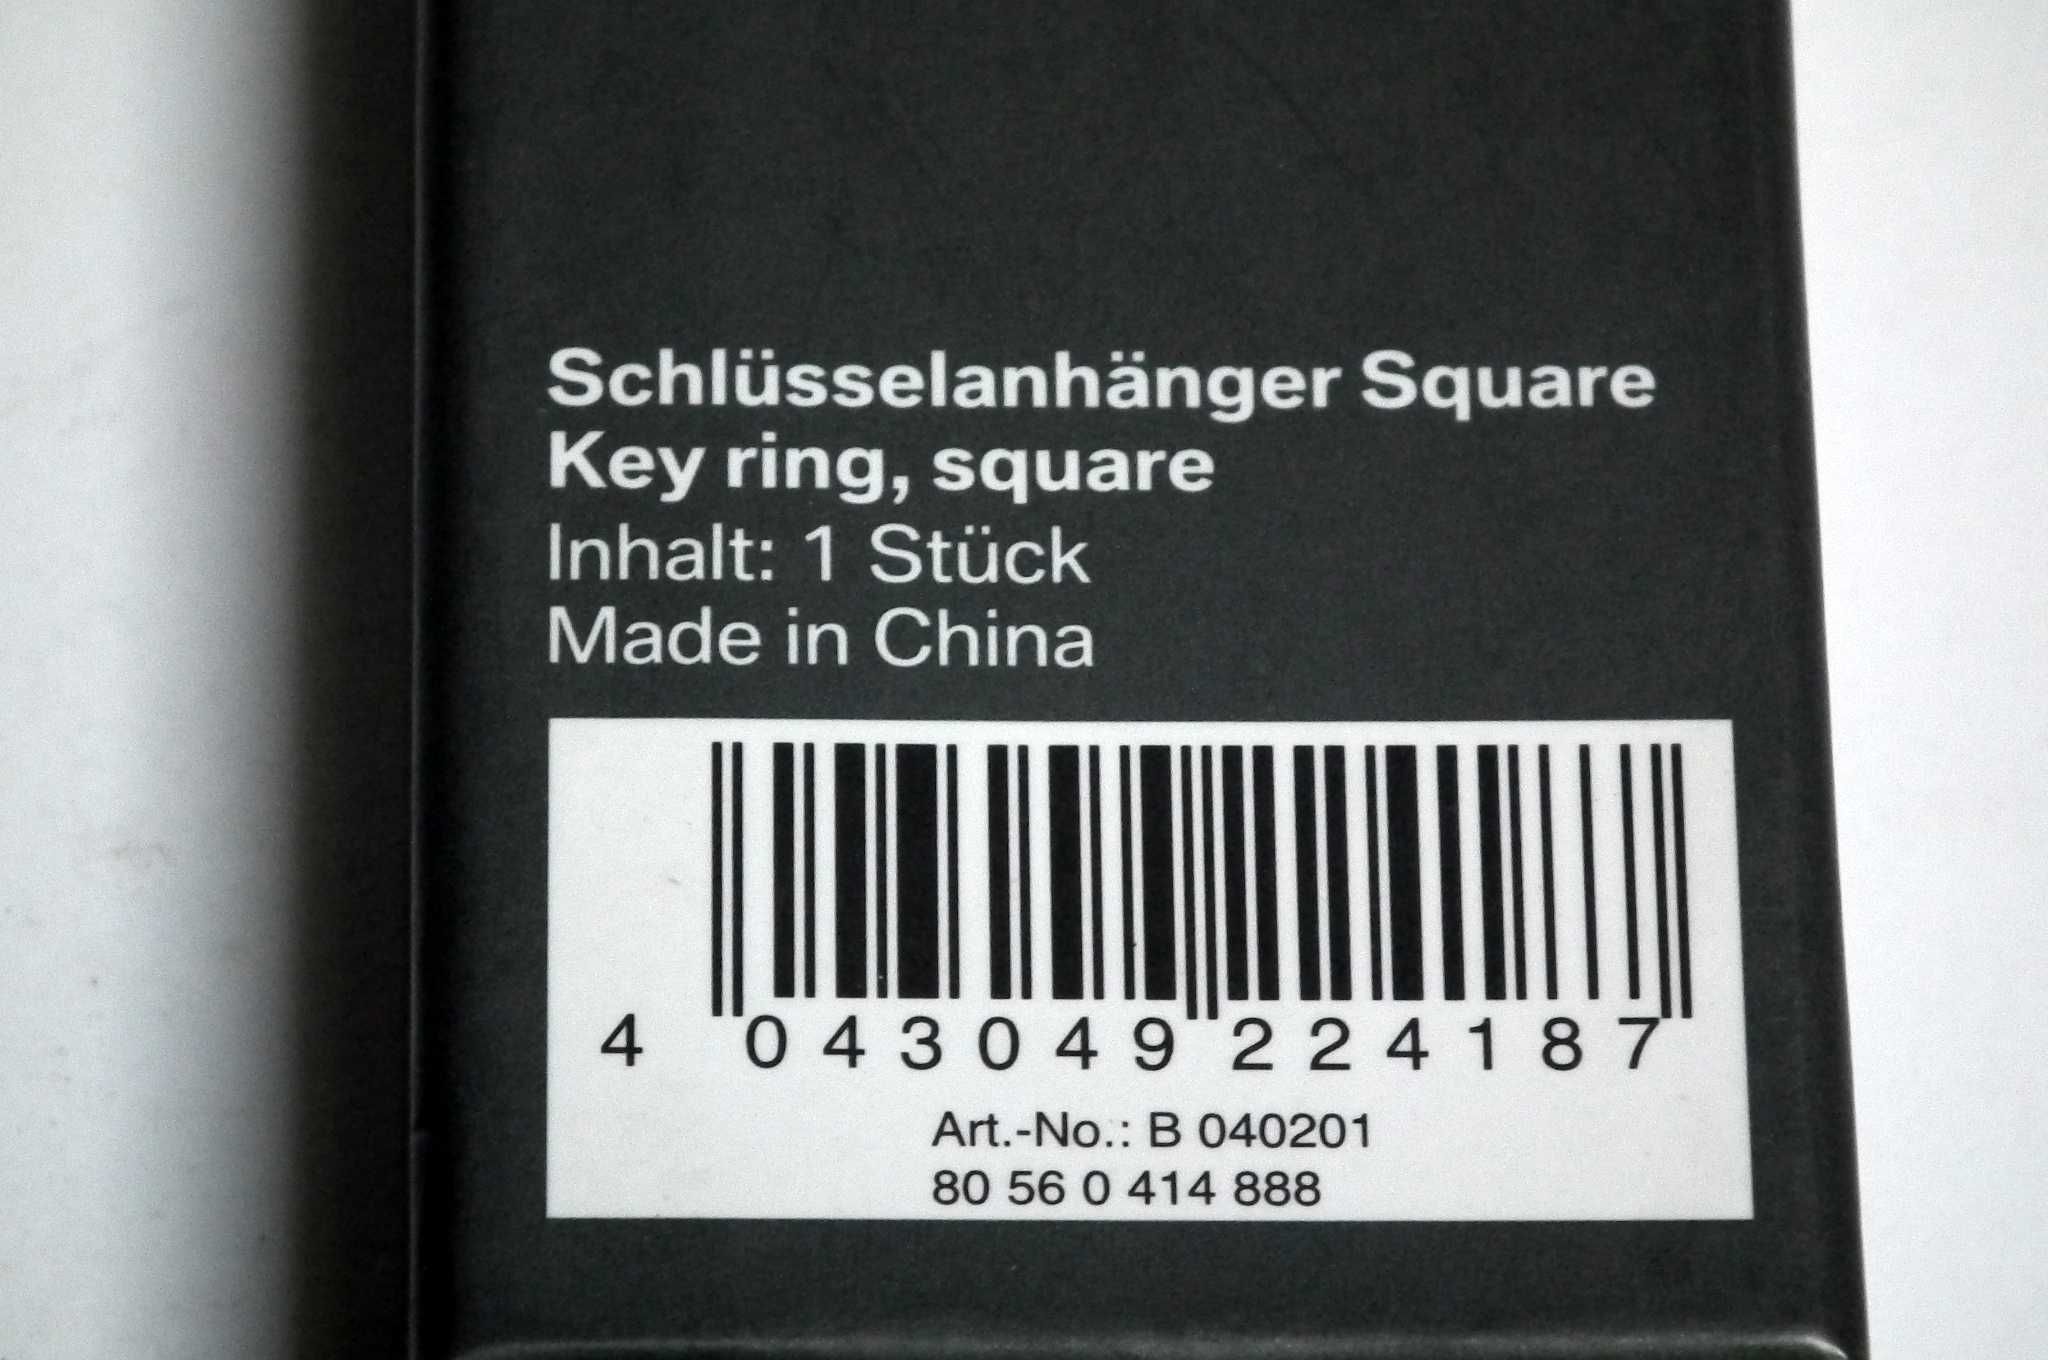 Schlüsselanhänger Square
Key ring, square
Inhalt: 1 Stück
Made in China
4 043049 224187
Art.-No.: B 040201
80 56 0 414 888